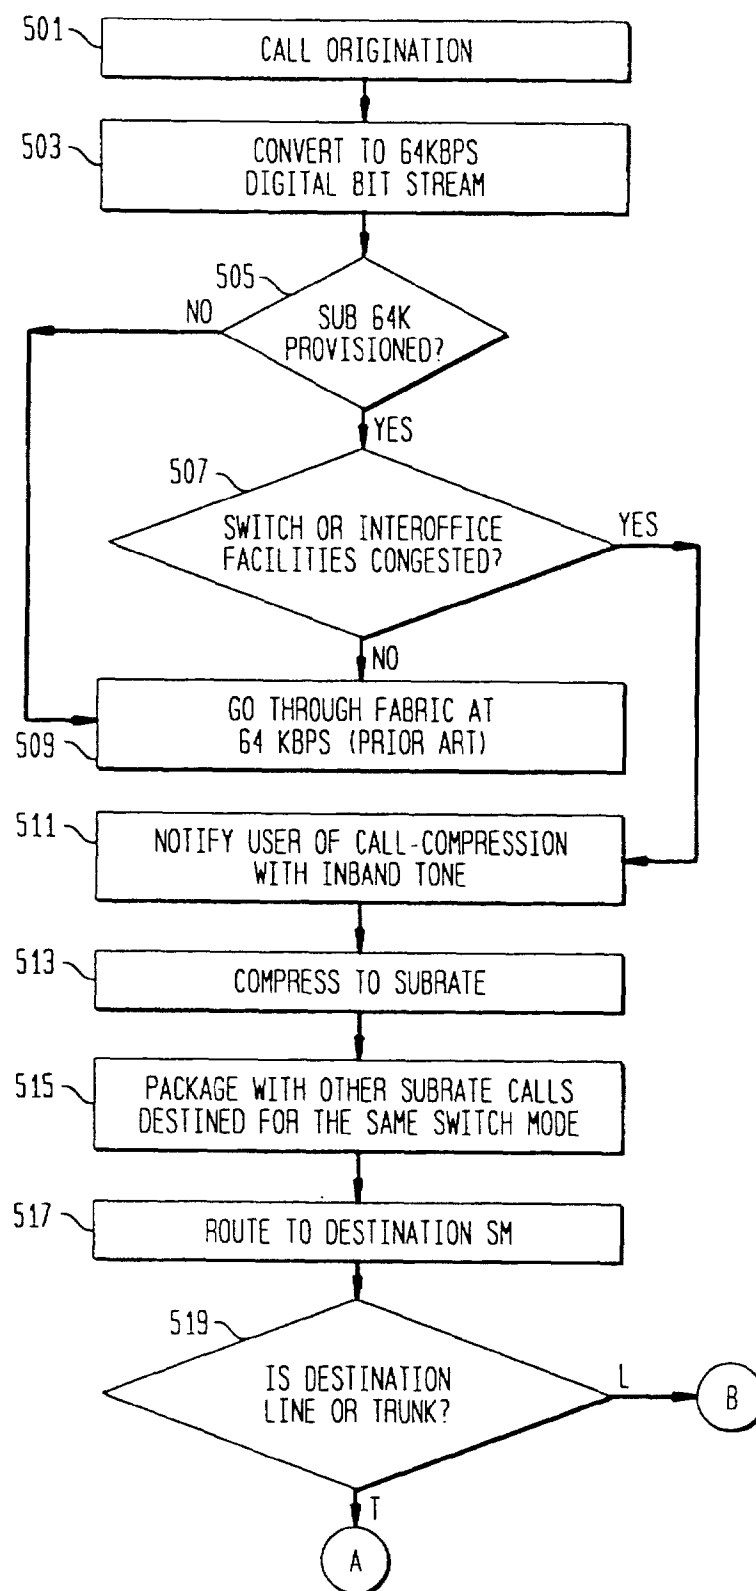 501
CALL ORIGINATION
503
CONVERT TO 64KBPS
DIGITAL BIT STREAM
505
NO
SUB 64K
PROVISIONED?
YES
507
SWITCH OR INTEROFFICE
FACILITIES CONGESTED?
YES
NO
GO THROUGH FABRIC AT
64 KBPS (PRIOR ART)
509
511
NOTIFY USER OF CALL-COMPRESSION
WITH INBAND TONE
513
COMPRESS TO SUBRATE
515
PACKAGE WITH OTHER SUBRATE CALLS
DESTINED FOR THE SAME SWITCH MODE
517
ROUTE TO DESTINATION SM
519
IS DESTINATION
LINE OR TRUNK?
L
B
T
A